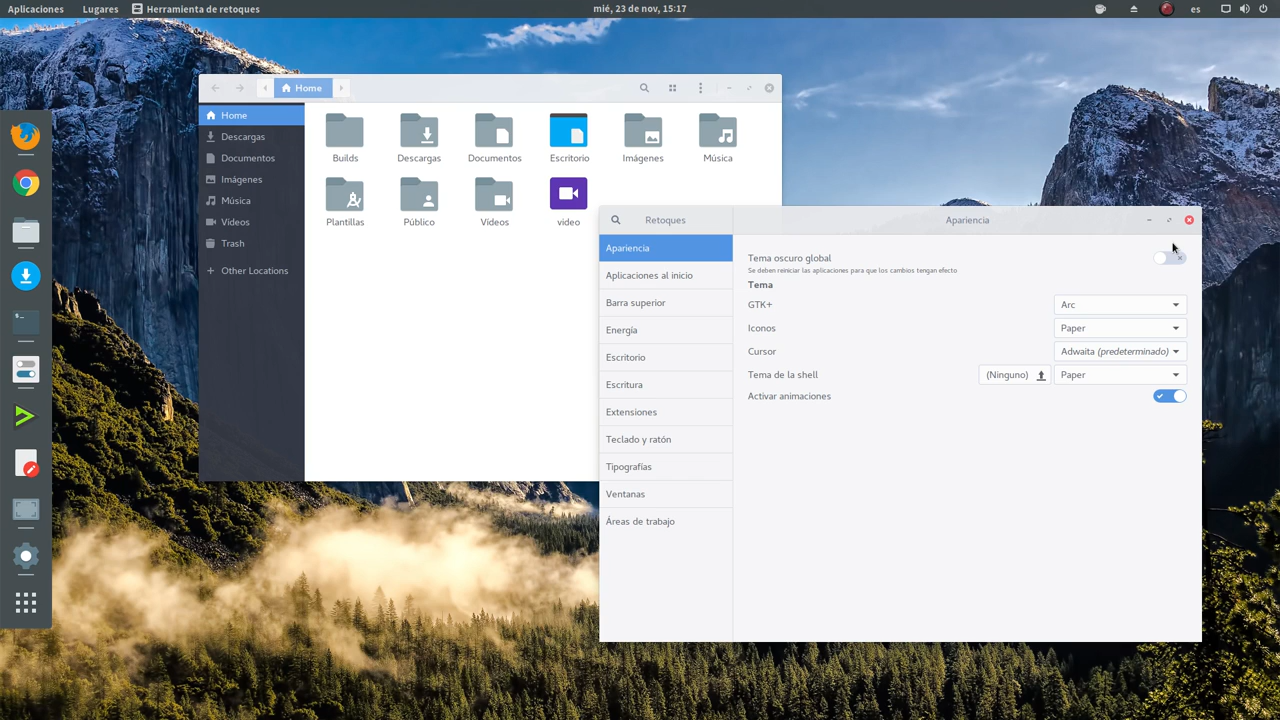 Aplicaciones Lugares Herramienta de retoques mié, 23 de nov, 15:17 es
Home
Home
Descargas
Documentos
Imágenes
Música
Vídeos
Trash
Other Locations
Builds Descargas Documentos Escritorio Imágenes Música
Plantillas Público Vídeos video
Retoques Apariencia
Apariencia
Aplicaciones al inicio
Barra superior
Energía
Escritorio
Escritura
Extensiones
Teclado y ratón
Tipografías
Ventanas
Áreas de trabajo
Tema oscuro global
Se deben reiniciar las aplicaciones para que los cambios tengan efecto
Tema
GTK+ Arc
Iconos Paper
Cursor Adwaita (predeterminado)
Tema de la shell (Ninguno) Paper
Activar animaciones